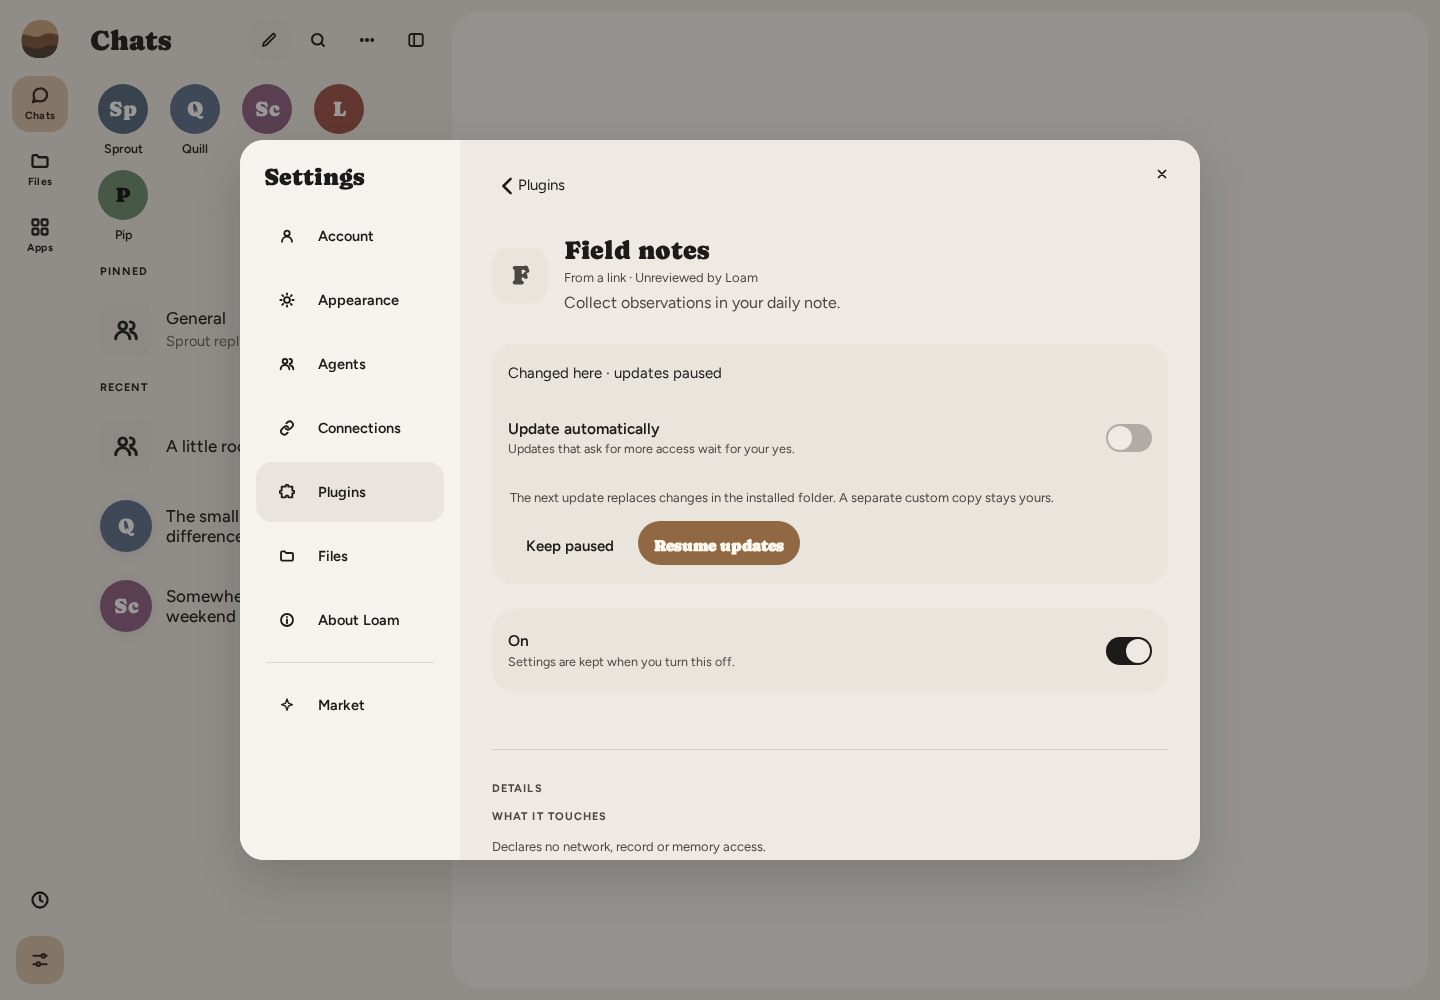 Chats
Chats
Files
Apps
Sp
Q
Sc
L
Sprout
Quill
P
Pip
PINNED
General
Sprout repl
RECENT
A little
Q
The small
difference
Sc
weekend
Settings
Account
Appearance
Agents
Connections
Plugins
Files
About Loam
Market
Plugins
F
Field notes
From a link · Unreviewed by Loam
Collect observations in your daily note.
Changed here · updates paused
Update automatically
Updates that ask for more access wait for your yes.
The next update replaces changes in the installed folder. A separate custom copy stays yours.
Keep paused
Resume updates
On
Settings are kept when you turn this off.
DETAILS
WHAT IT TOUCHES
Declares no network, record or memory access.